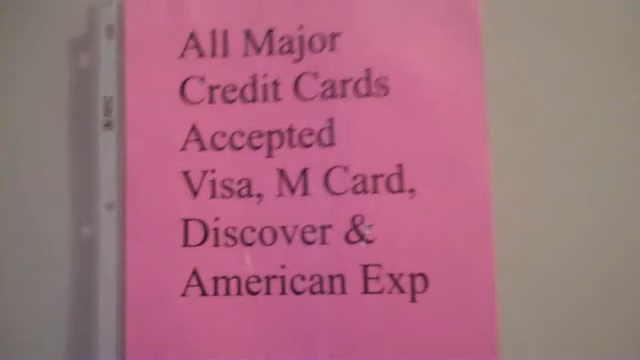 All Major
Credit Cards
Accepted
Visa, M Card,
Discover &
American Exp